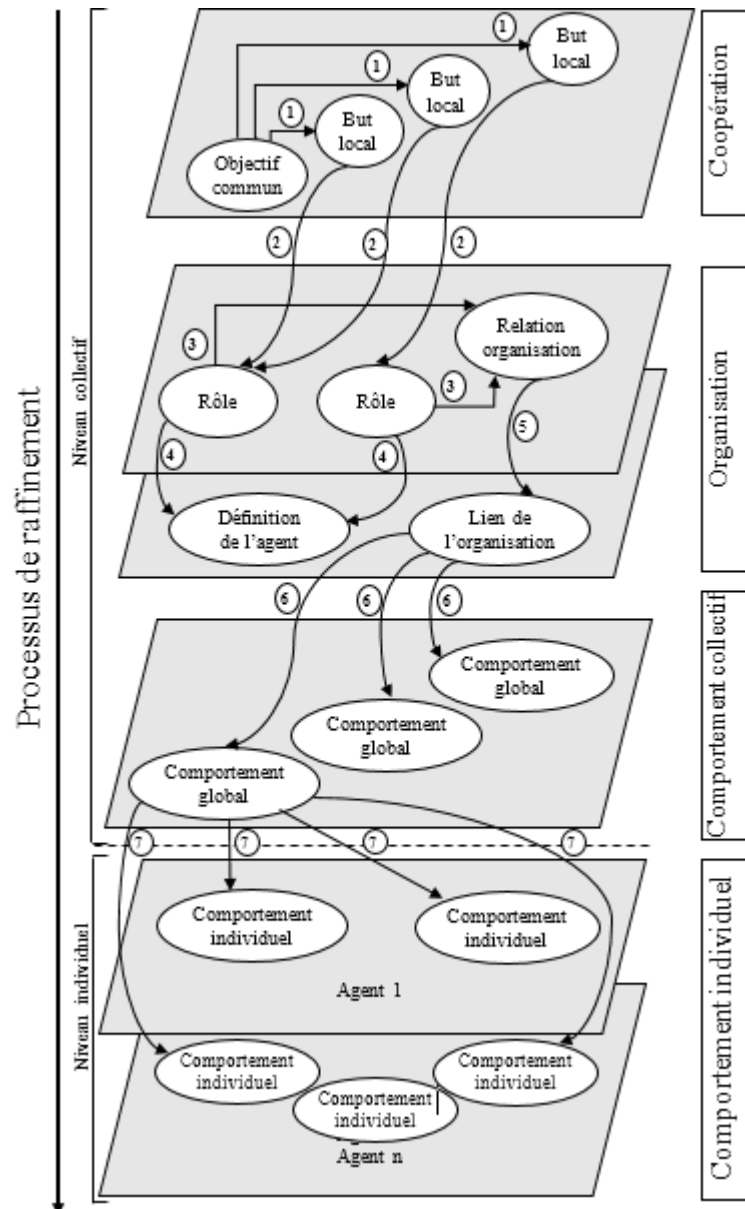 1
But
local
1
But
local
1
But
local
Objectif
commun
Coopération
2
2
2
Relation
organisation
3
Rôle
Rôle
3
4
4
5
Définition
de l'agent
Lien de
l'organisation
Organisation
6
6
6
Comportement
global
Comportement
global
Comportement
global
Comportement collectif
Niveau collectif
Processus de raffinement
7
7
7
7
Comportement
individuel
Comportement
individuel
Agent 1
Comportement
individuel
Comportement
individuel
Comportement
individuel
Agent n
Niveau individuel
Comportement individuel